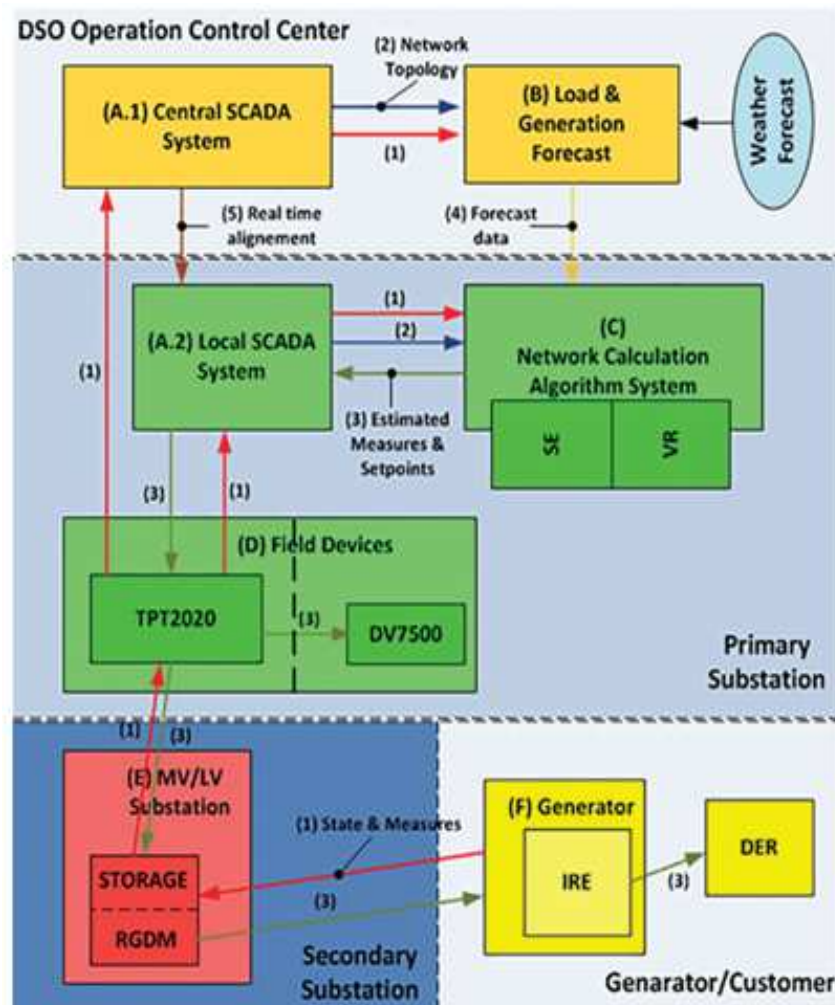 DSO Operation Control Center
(2) Network
Topology
(A.1) Central SCADA
System
(B) Load &
Generation
Forecast
Weather
Forecast
(1)
(5) Real time
alignement
(4) Forecast
data
(1)
(A.2) Local SCADA
System
(1)
(2)
(C)
Network Calculation
Algorithm System
(3) Estimated
Measures &
Setpoints
SE
VR
(3)
(1)
(D) Field Devices
TPT2020
(3)
DV7500
Primary
Substation
(1)
(3)
(E) MV/LV
Substation
(1) State & Measures
(F) Generator
STORAGE
RGDM
(3)
IRE
(3)
DER
Secondary
Substation
Genarator/Customer